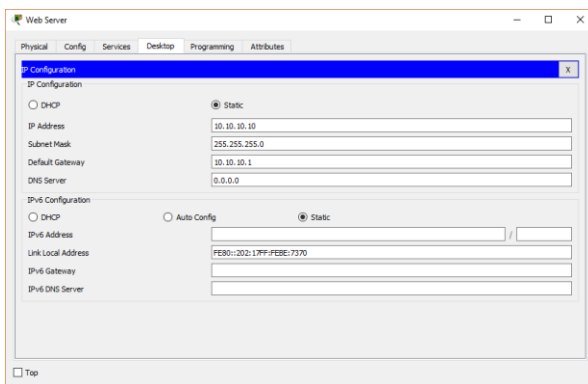 Web Server
Physical Config Services Desktop Programming Attributes
IP Configuration X
IP Configuration
DHCP Static
IP Address 10.10.10.10
Subnet Mask 255.255.255.0
Default Gateway 10.10.10.1
DNS Server 0.0.0.0
IPv6 Configuration
DHCP Auto Config Static
IPv6 Address /
Link Local Address FE80::202:17FF:FEBE:7370
IPv6 Gateway
IPv6 DNS Server
Top